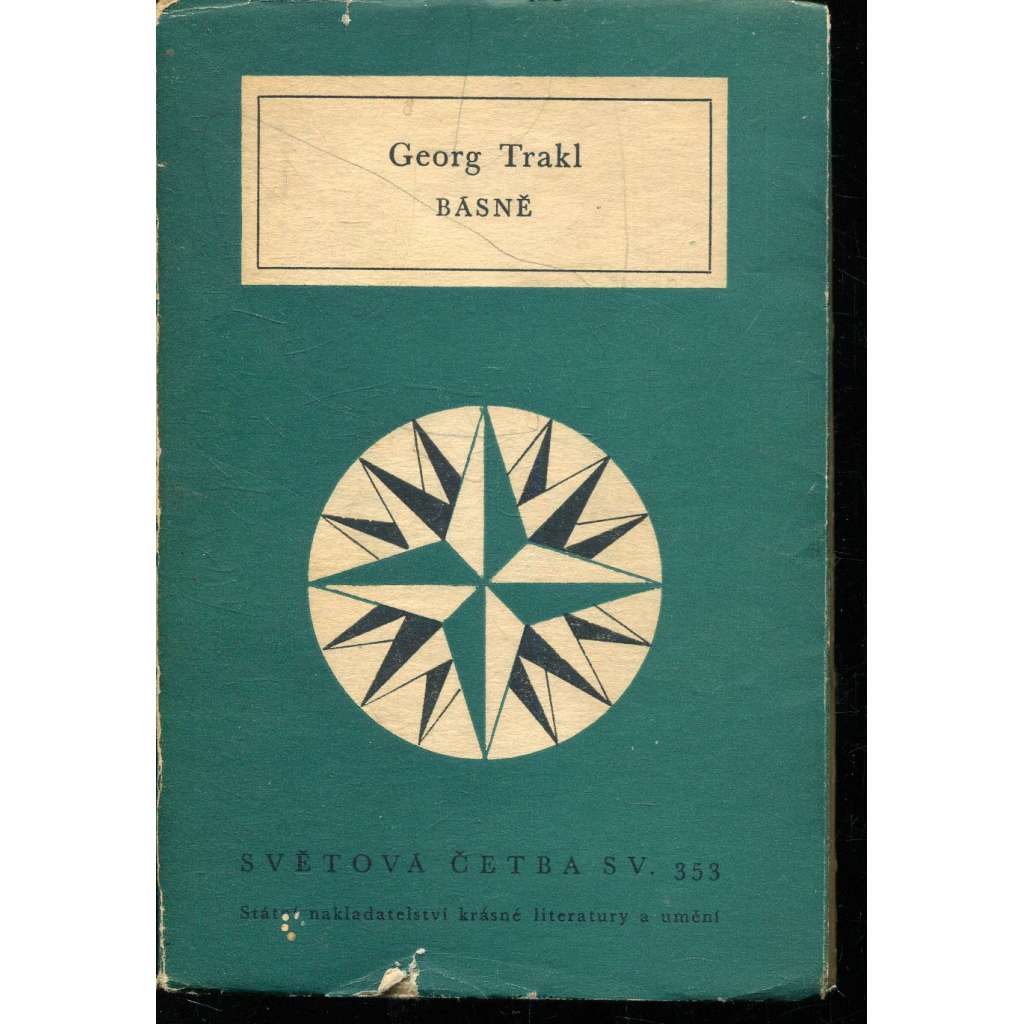 Georg Trakl
BÁSNĚ
SVĚTOVÁ ČETBA SV. 353
Státní nakladatelství krásné literatury a umění